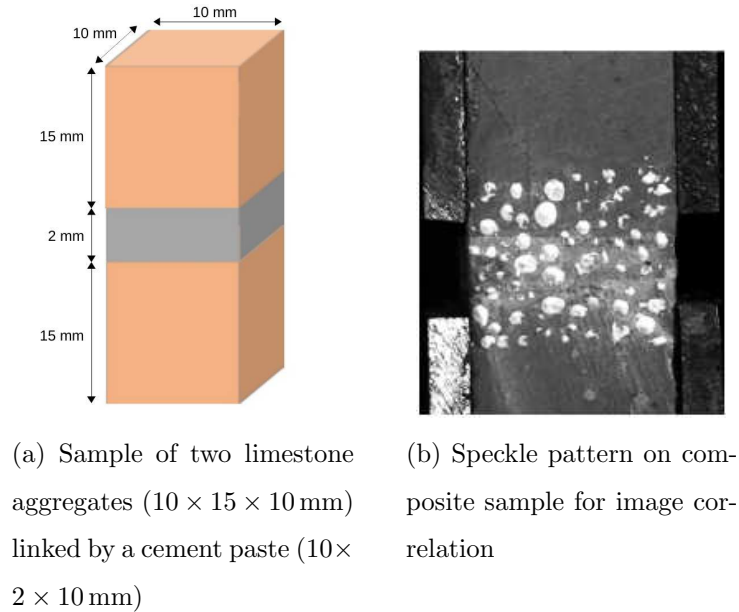 10 mm
10 mm
15 mm
2 mm
15 mm
(a) Sample of two limestone
aggregates (10 × 15 × 10 mm)
linked by a cement paste (10×
2 × 10 mm)
(b) Speckle pattern on com-
posite sample for image cor-
relation